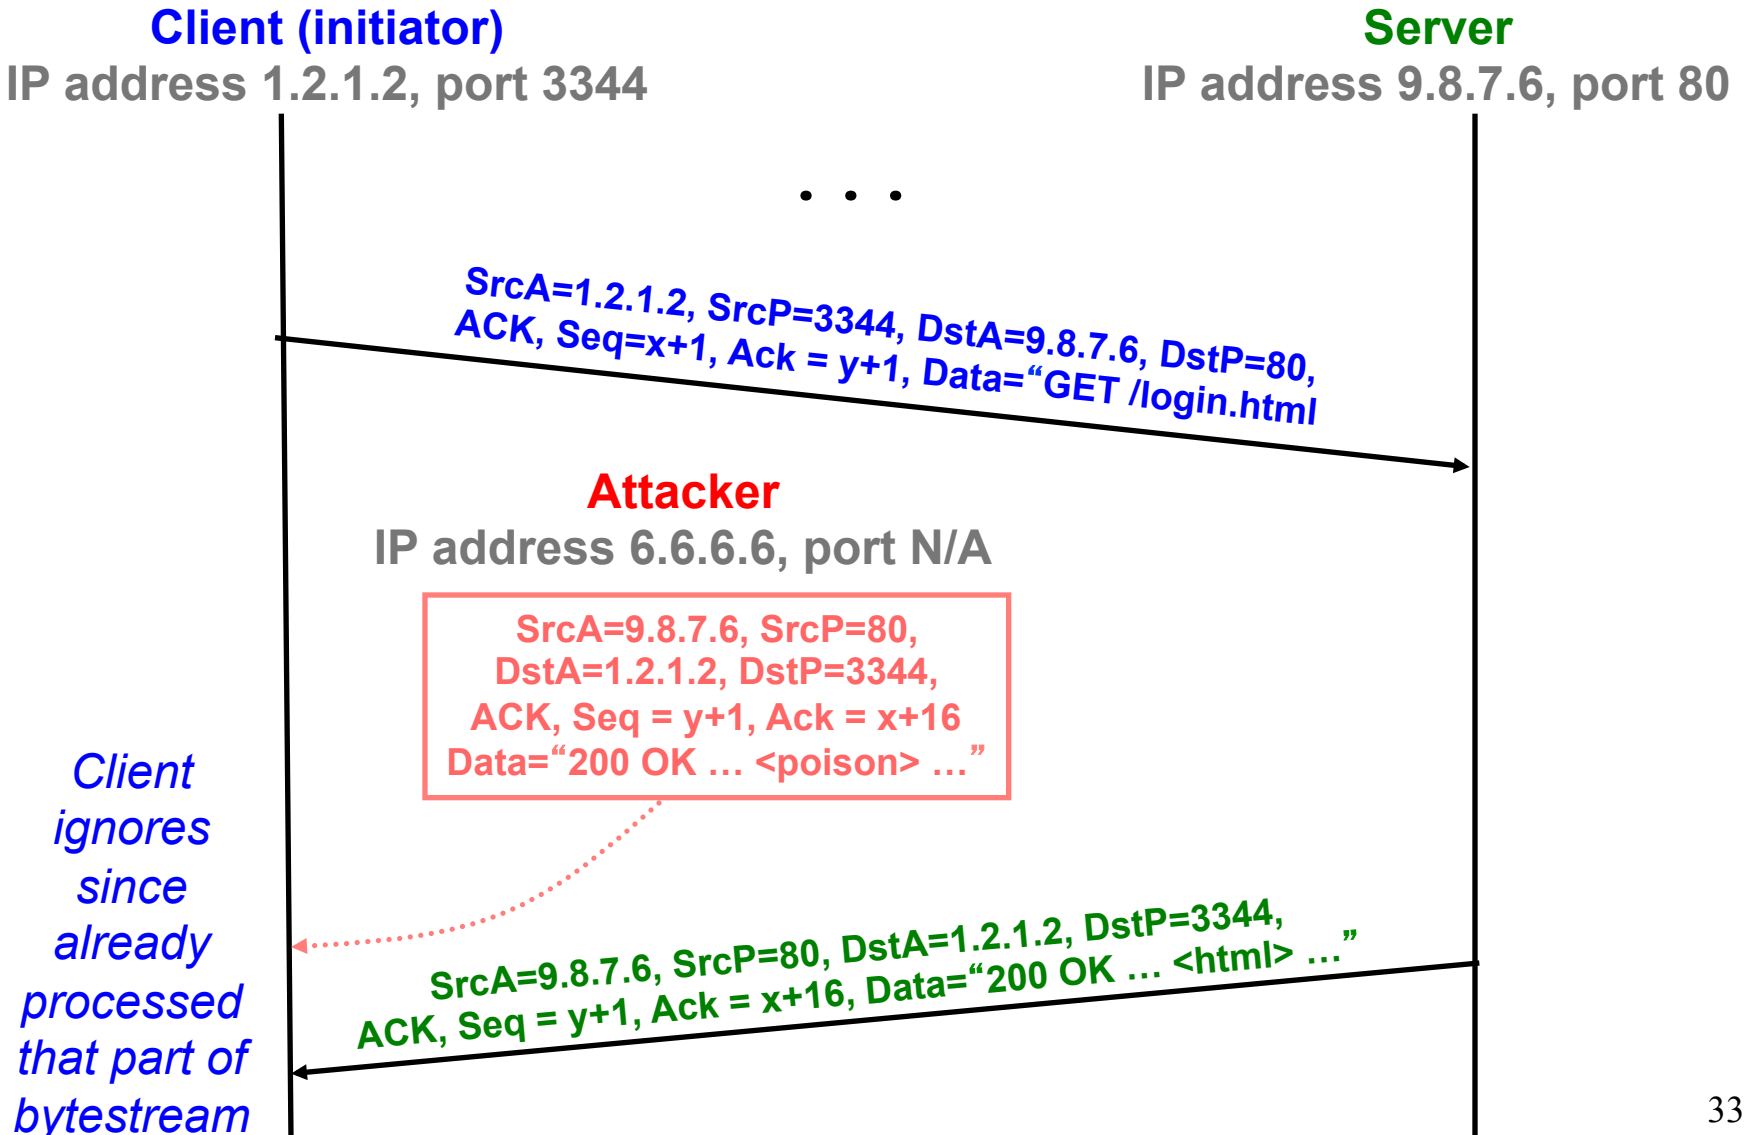 Client (initiator)
IP address 1.2.1.2, port 3344
Server
IP address 9.8.7.6, port 80
. . .
SrcA=1.2.1.2, SrcP=3344, DstA=9.8.7.6, DstP=80,
ACK, Seq=x+1, Ack = y+1, Data=“GET /login.html
Attacker
IP address 6.6.6.6, port N/A
SrcA=9.8.7.6, SrcP=80,
DstA=1.2.1.2, DstP=3344,
ACK, Seq = y+1, Ack = x+16
Data=“200 OK … <poison> …”
Client
ignores
since
already
processed
that part of
bytestream
SrcA=9.8.7.6, SrcP=80, DstA=1.2.1.2, DstP=3344,
ACK, Seq = y+1, Ack = x+16, Data=“200 OK … <html> …”
33